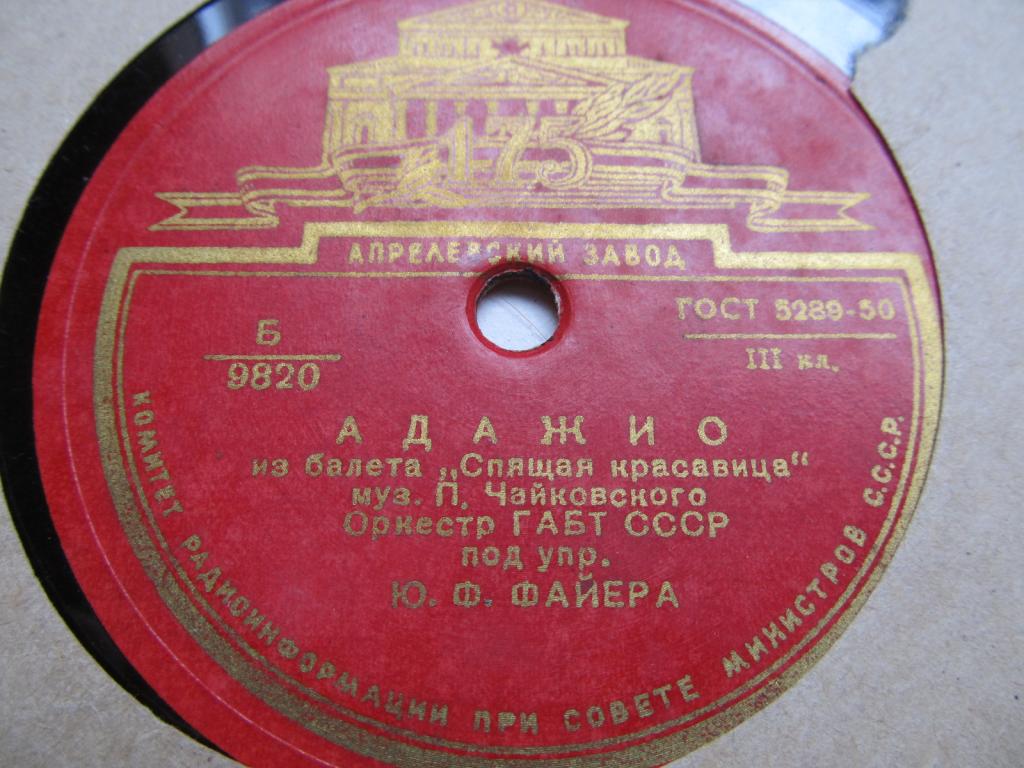 175
АПРЕЛЕВСКИЙ ЗАВОД
Б
9820
ГОСТ 5289-50
III кл.
АДАЖИО
из балета „Спящая красавица“
муз. П. Чайковского
Оркестр ГАБТ СССР
под упр.
Ю. Ф. ФАЙЕРА
КОМИТЕТ РАДИОИНФОРМАЦИИ ПРИ СОВЕТЕ МИНИСТРОВ С.С.С.Р.